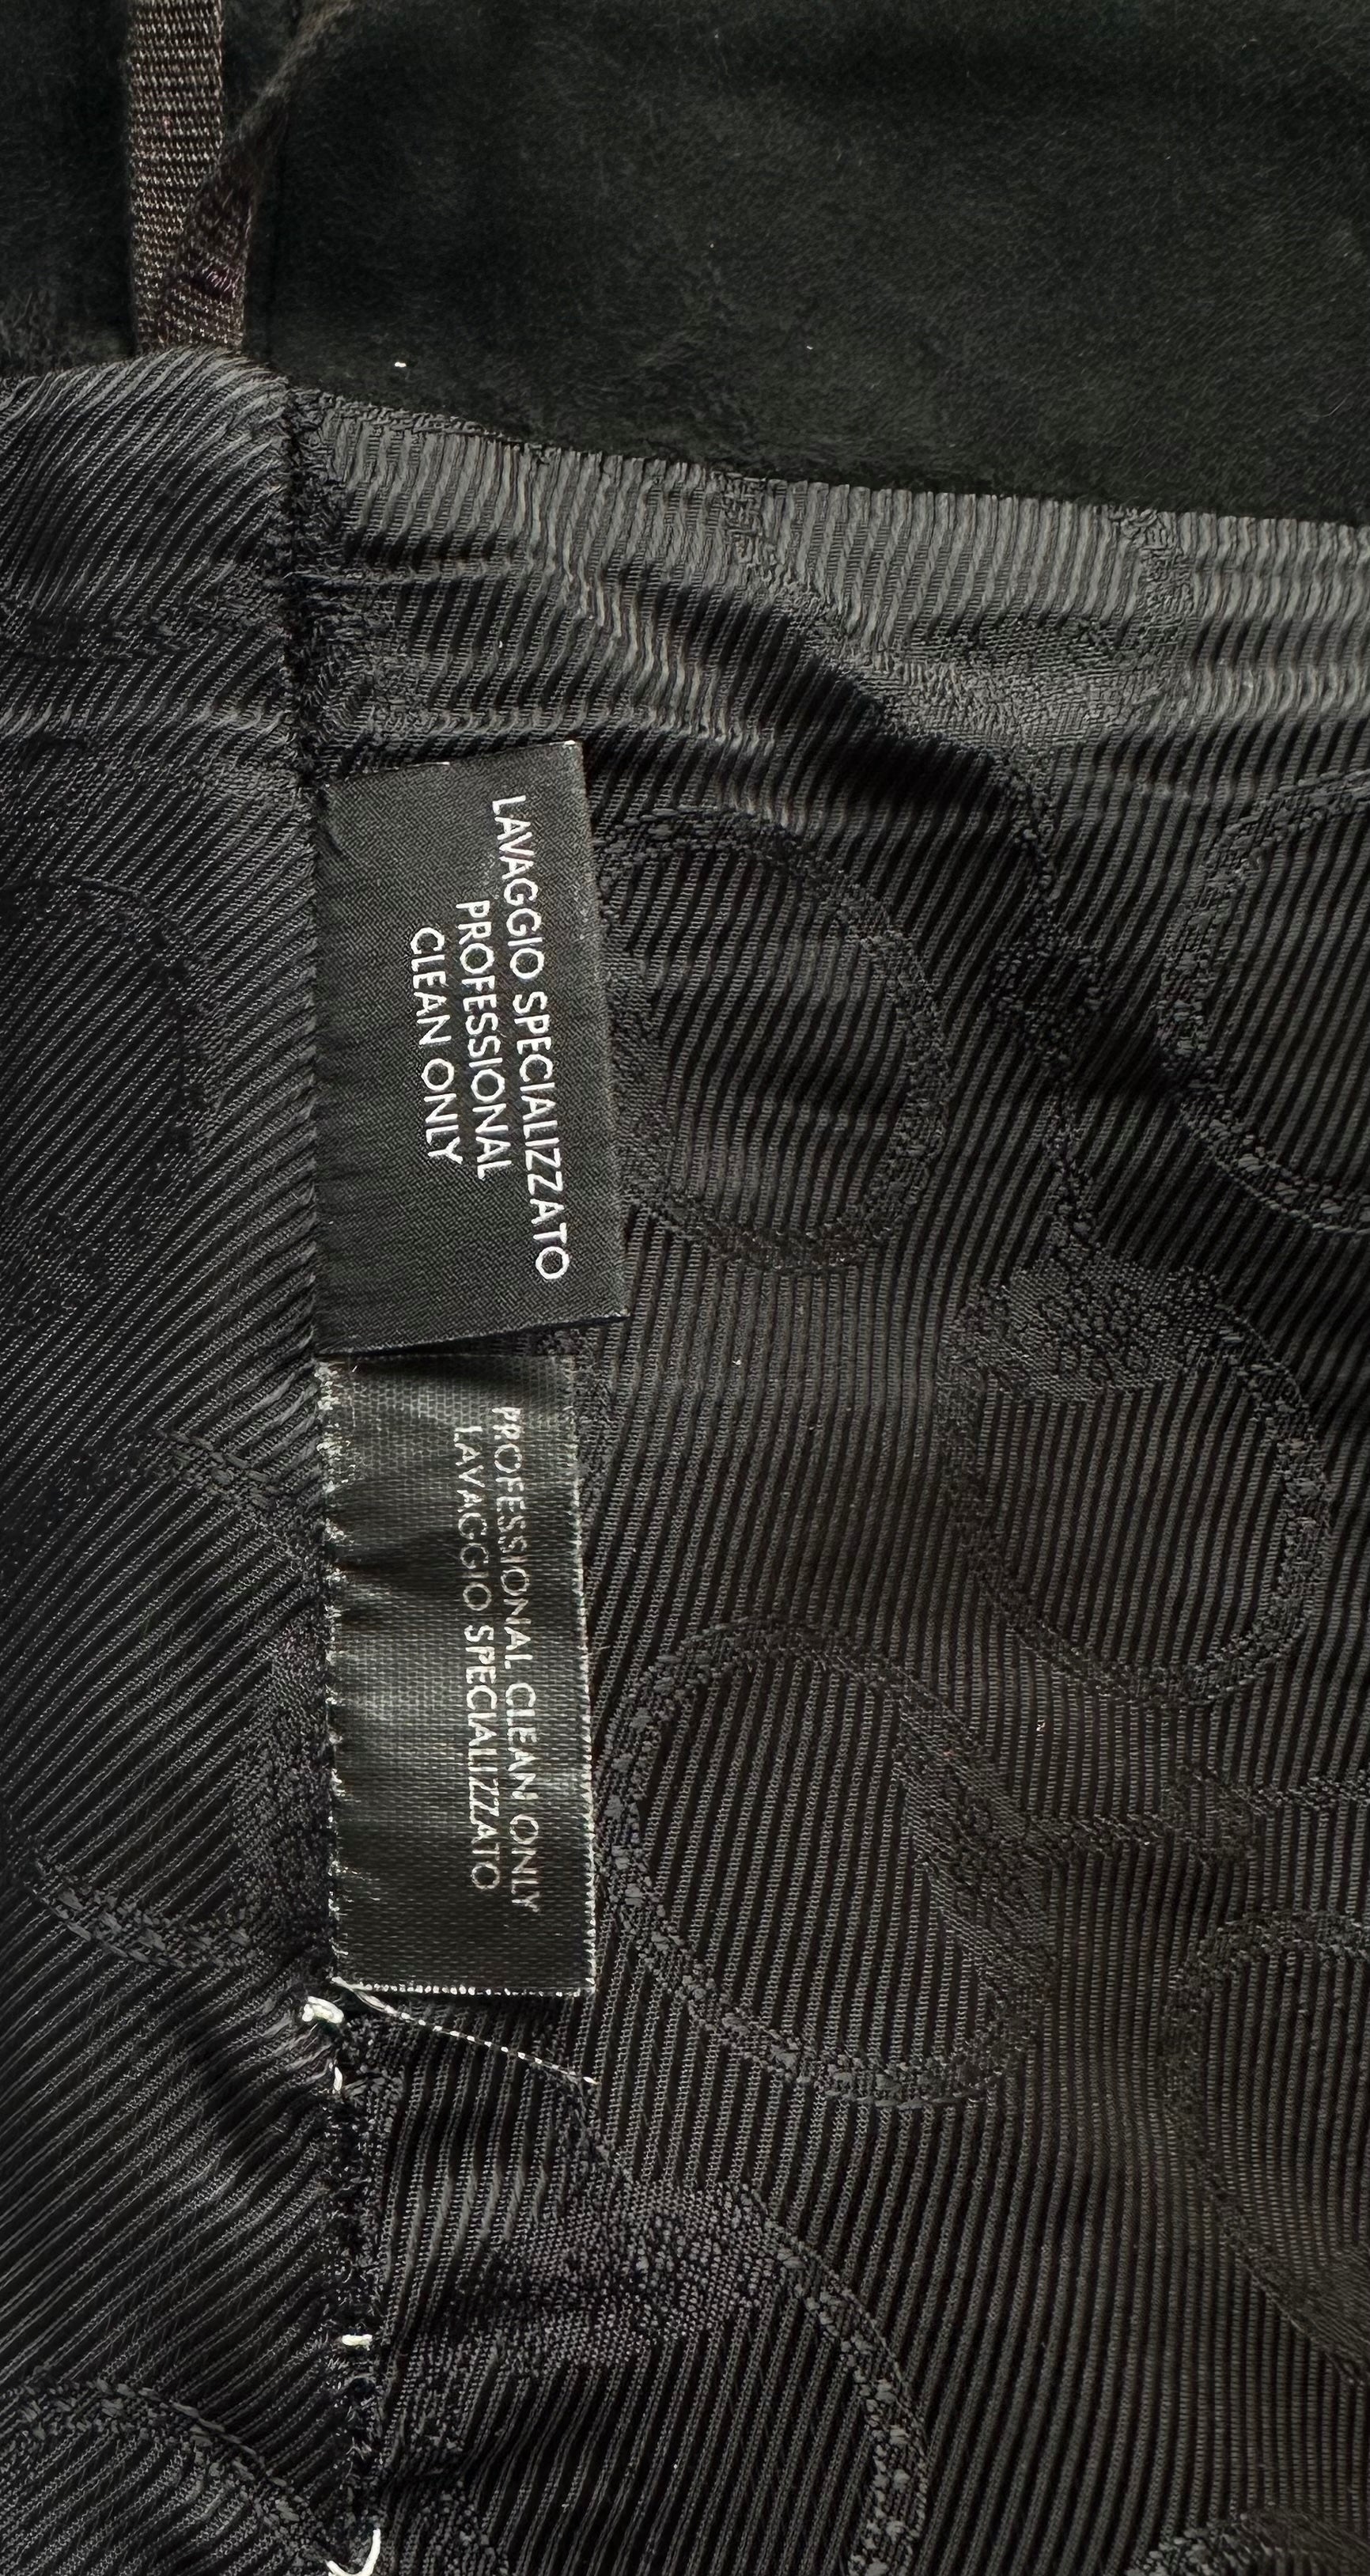 LAVAGGIO SPECIALIZZATO
PROFESSIONAL
CLEAN ONLY
PROFESSIONAL CLEAN ONLY
LAVAGGIO SPECIALIZZATO